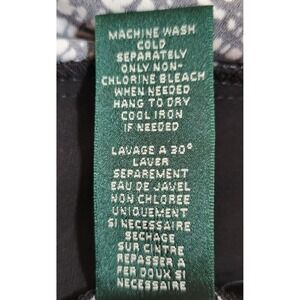 MACHINE WASH
COLD
SEPARATELY
ONLY NON-
CHLORINE BLEACH
WHEN NEEDED
HANG TO DRY
COOL IRON
IF NEEDED
LAVAGE A 30°
LAVER
SEPAREMENT
EAU DE JAVEL
NON CHLOREE
UNIQUEMENT
SI NECESSAIRE
SECHAGE
SUR CINTRE
REPASSER A
FER DOUX SI
NECESSAIRE